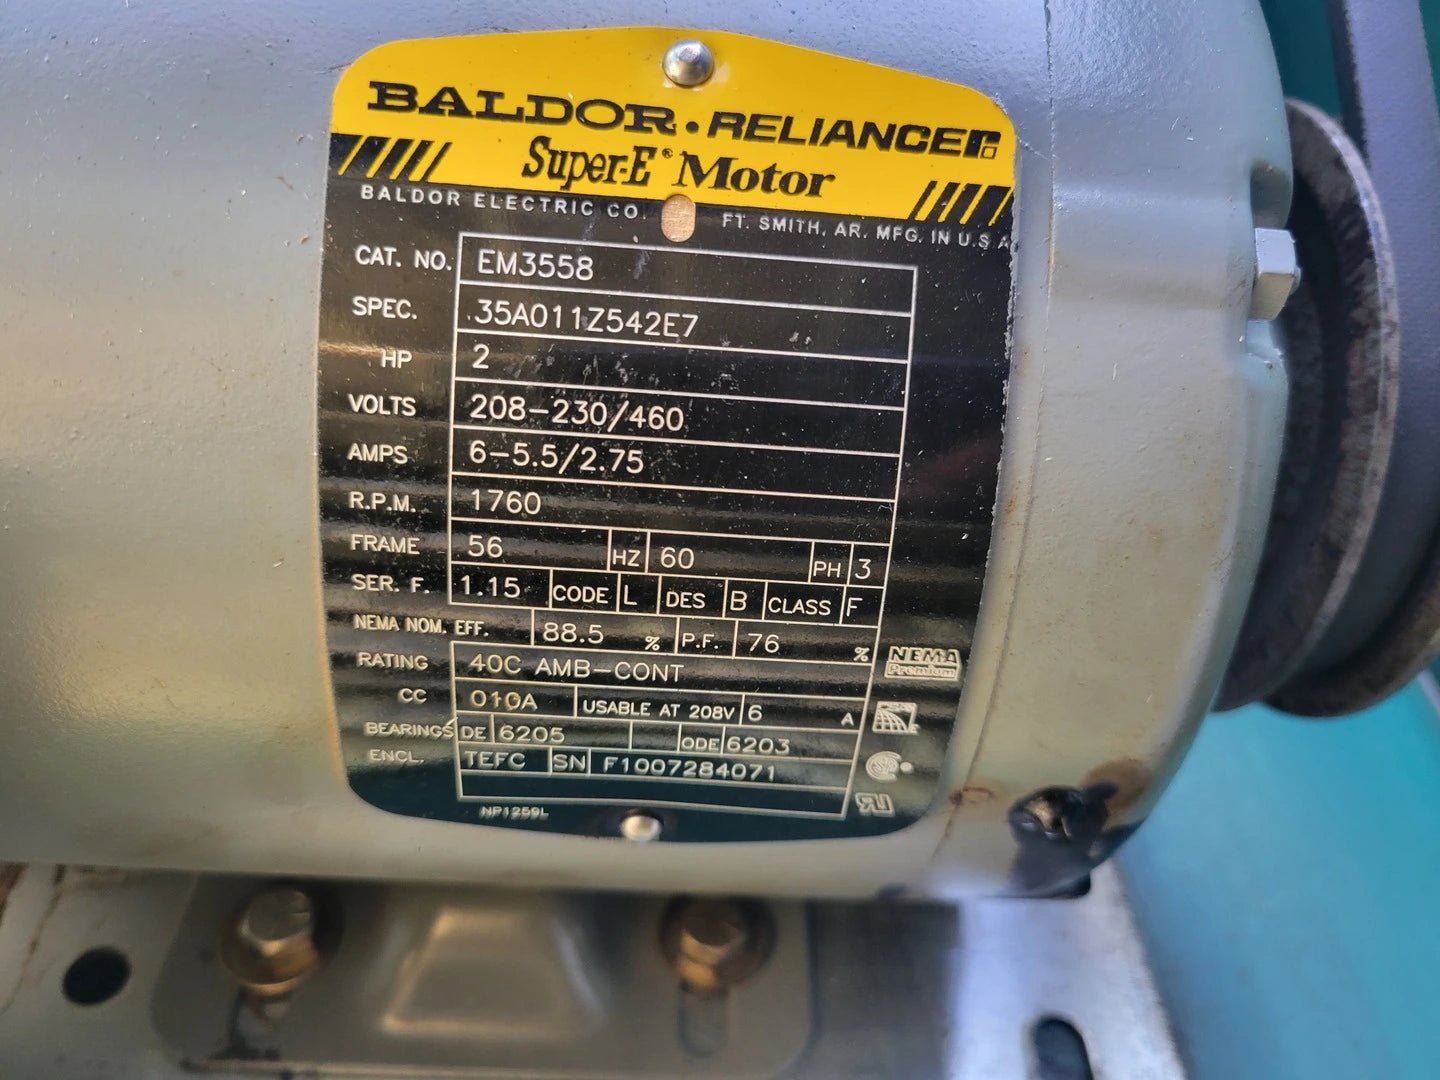 BALDOR • RELIANCER
Super-E® Motor
BALDOR ELECTRIC CO. FT. SMITH, AR. MFG. IN U.S.A
CAT. NO. EM3558
SPEC. 35A011Z542E7
HP 2
VOLTS 208-230/460
AMPS 6-5.5/2.75
R.P.M. 1760
FRAME 56 HZ 60 PH 3
SER. F. 1.15 CODE L DES B CLASS F
NEMA NOM. EFF. 88.5 % P.F. 76 %
NEMA
Premium
RATING 40C AMB-CONT
CC 010A USABLE AT 208V 6 A
BEARINGS DE 6205 ODE 6203
ENCL. TEFC SN F1007284071
NP1259L